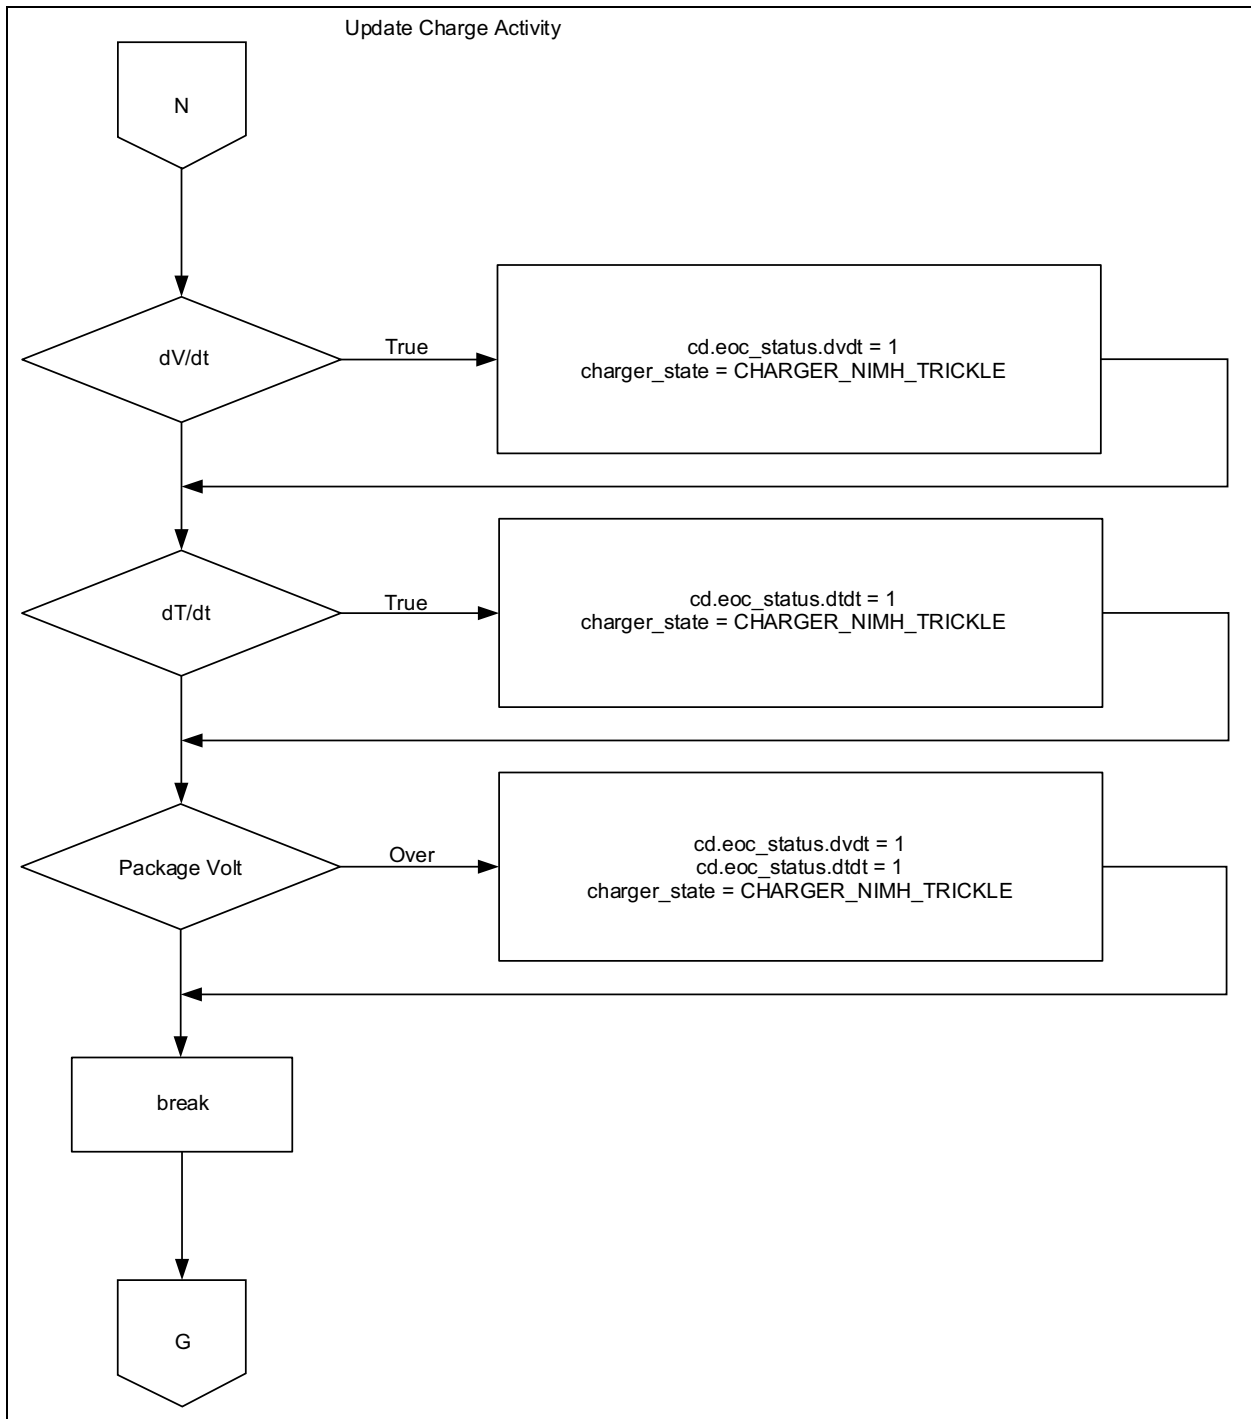 Update Charge Activity
N
dV/dt
True
cd.eoc_status.dvdt = 1
charger_state = CHARGER_NIMH_TRICKLE
dT/dt
True
cd.eoc_status.dtdt = 1
charger_state = CHARGER_NIMH_TRICKLE
Package Volt
Over
cd.eoc_status.dvdt = 1
cd.eoc_status.dtdt = 1
charger_state = CHARGER_NIMH_TRICKLE
break
G